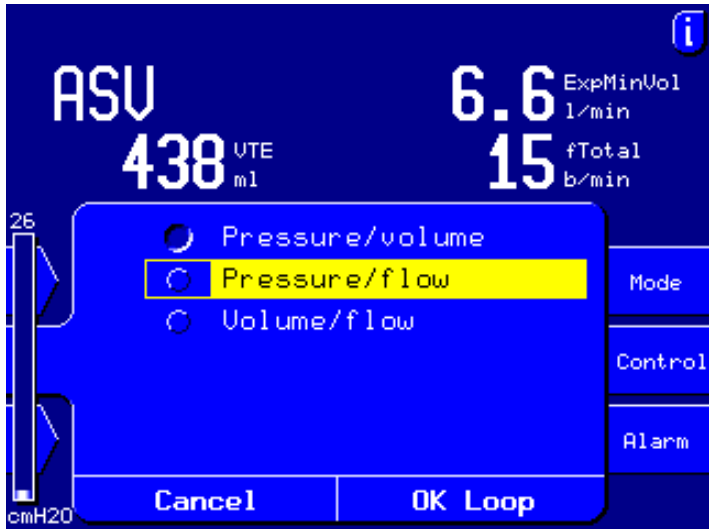 i
ASV
6.6 ExpMinVol
l/min
438 VTE
ml
15 fTotal
b/min
26
Pressure/volume
Pressure/flow
Volume/flow
Mode
Control
Alarm
Cancel
OK Loop
cmH2O